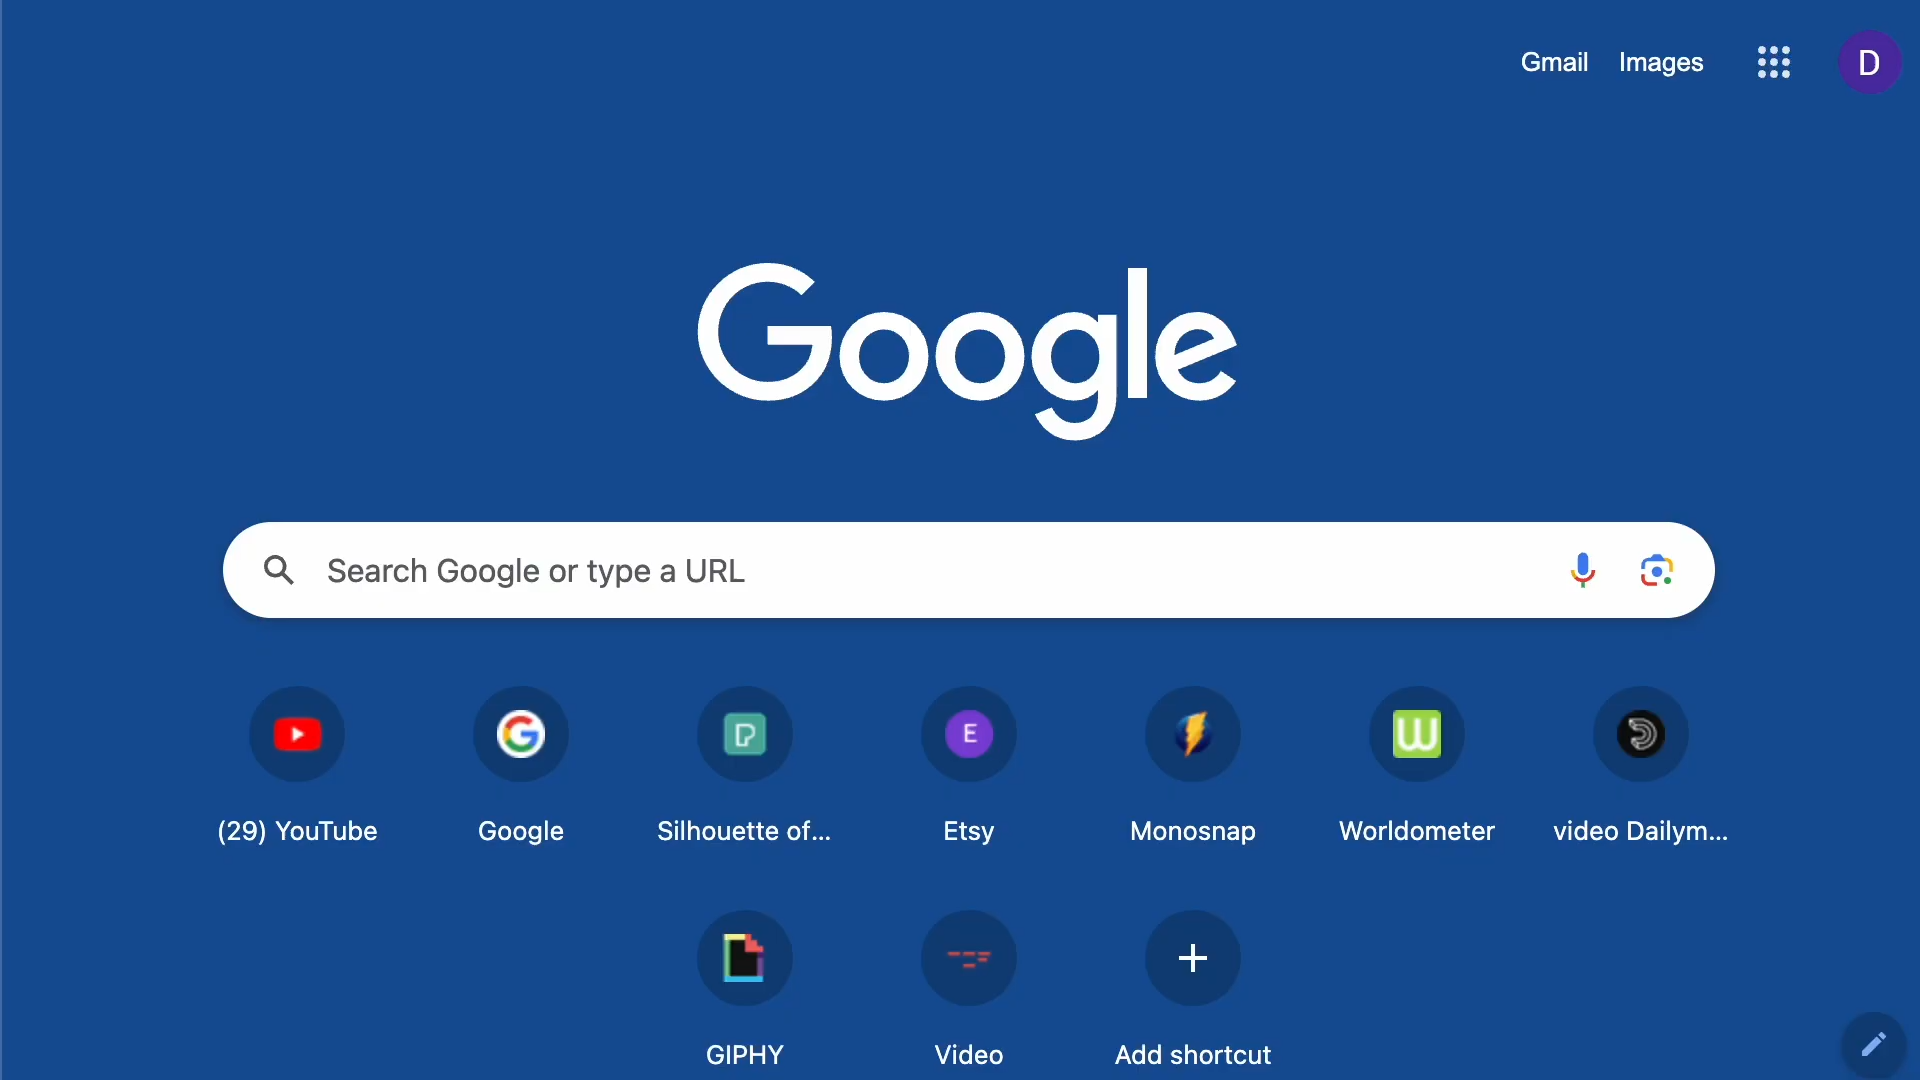 Gmail Images
D
Google
Search Google or type a URL
E
(29) YouTube
Google
Silhouette of...
Etsy
Monosnap
Worldometer
video Dailym...
GIPHY
Video
Add shortcut